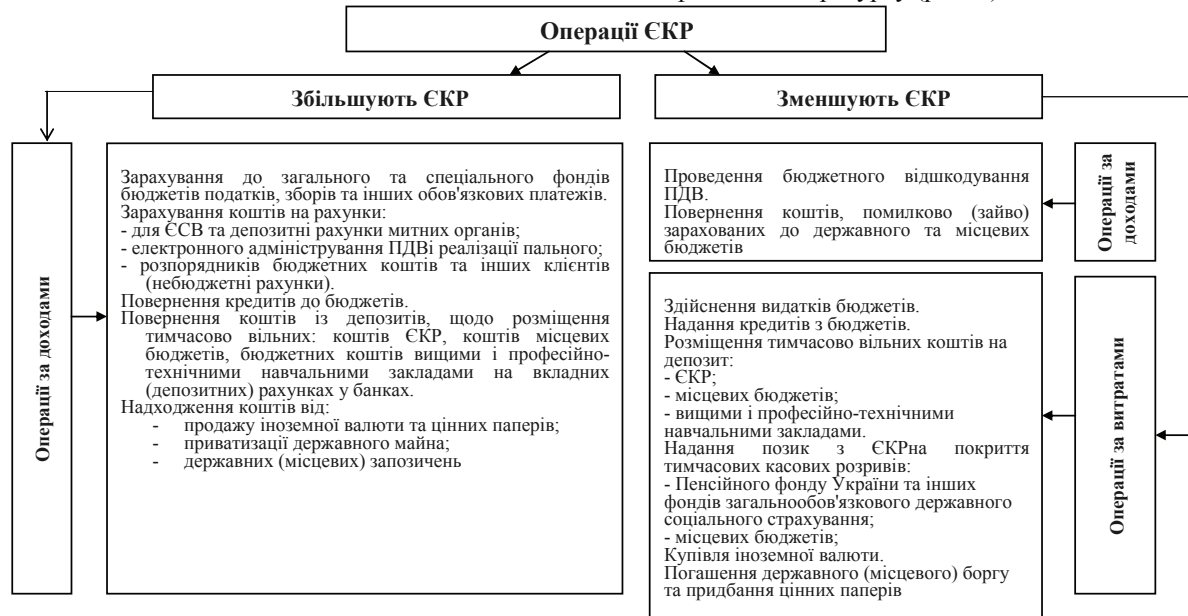 Операції ЄКР
Збільшують ЄКР
Зменшують ЄКР
Операції за доходами
Зарахування до загального та спеціального фондів
бюджетів податків, зборів та інших обов'язкових платежів.
Зарахування коштів на рахунки:
- для ЄСВ та депозитні рахунки митних органів;
- електронного адміністрування ПДВі реалізації пального;
- розпорядників бюджетних коштів та інших клієнтів
(небюджетні рахунки).
Повернення кредитів до бюджетів.
Повернення коштів із депозитів, щодо розміщення
тимчасово вільних: коштів ЄКР, коштів місцевих
бюджетів, бюджетних коштів вищими і професійно-
технічними навчальними закладами на вкладних
(депозитних) рахунках у банках.
Надходження коштів від:
- продажу іноземної валюти та цінних паперів;
- приватизації державного майна;
- державних (місцевих) запозичень
Проведення бюджетного відшкодування
ПДВ.
Повернення коштів, помилково (зайво)
зарахованих до державного та місцевих
бюджетів
Операції за
доходами
Здійснення видатків бюджетів.
Надання кредитів з бюджетів.
Розміщення тимчасово вільних коштів на
депозит:
- ЄКР;
- місцевих бюджетів;
- вищими і професійно-технічними
навчальними закладами.
Надання позик з ЄКРна покриття
тимчасових касових розривів:
- Пенсійного фонду України та інших
фондів загальнообов'язкового державного
соціального страхування;
- місцевих бюджетів;
Купівля іноземної валюти.
Погашення державного (місцевого) боргу
та придбання цінних паперів
Операції за витратами